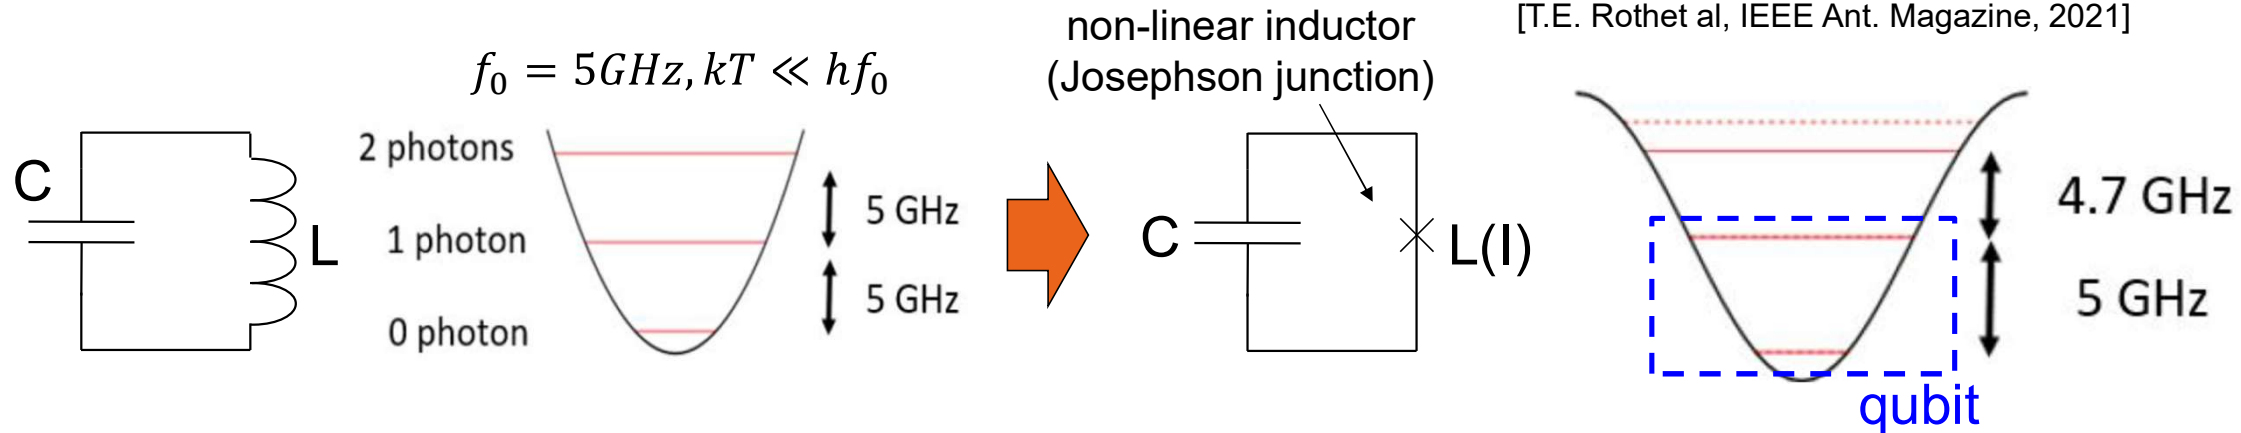 C
L
f₀ = 5GHz, kT ≪ hf₀
2 photons
1 photon
0 photon
5 GHz
5 GHz
non-linear inductor
(Josephson junction)
C
L(I)
[T.E. Rothet al, IEEE Ant. Magazine, 2021]
4.7 GHz
5 GHz
qubit